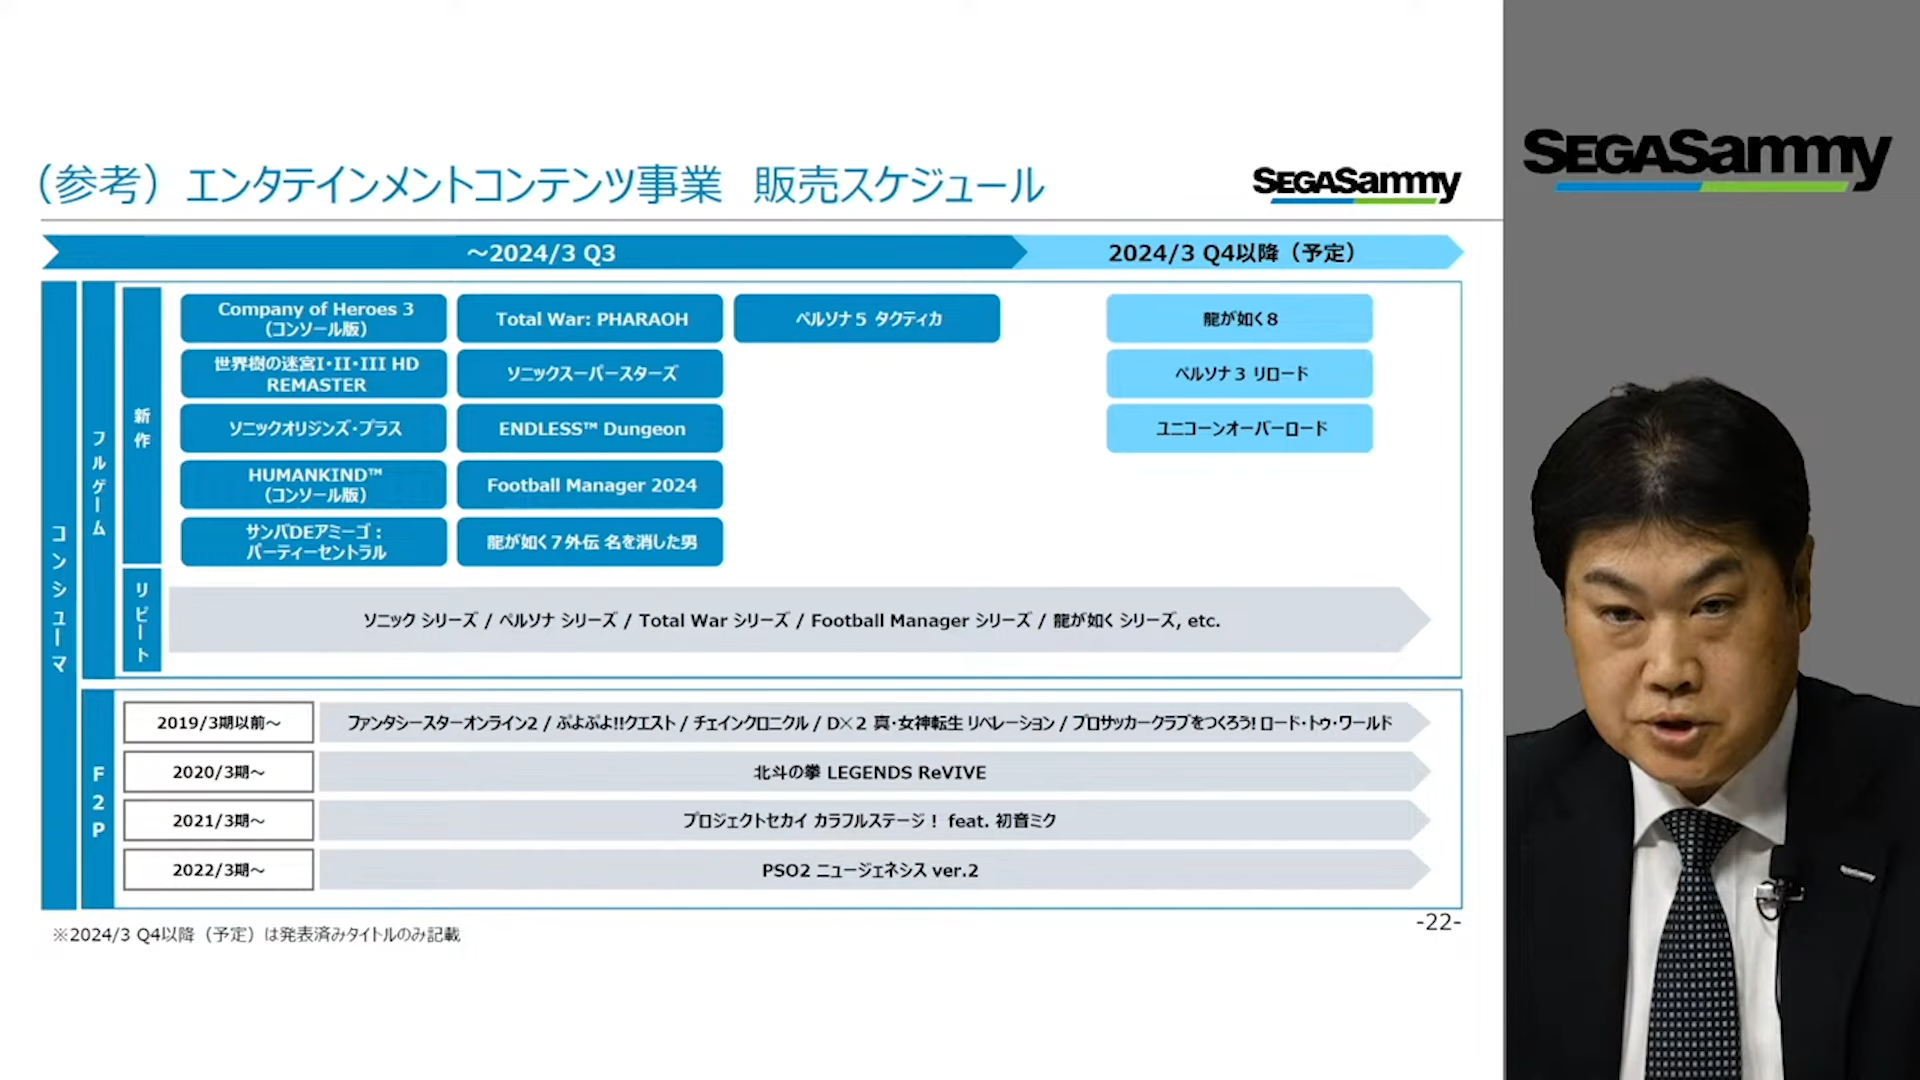 （参考）エンタテインメントコンテンツ事業　販売スケジュール
SEGASammy
SEGASammy
～2024/3 Q3
2024/3 Q4以降（予定）
コンシューマ
フルゲーム
新作
Company of Heroes 3
（コンソール版）
Total War: PHARAOH
ペルソナ５ タクティカ
龍が如く８
世界樹の迷宮I・II・III HD
REMASTER
ソニックスーパースターズ
ペルソナ３ リロード
ソニックオリジンズ・プラス
ENDLESS™ Dungeon
ユニコーンオーバーロード
HUMANKIND™
（コンソール版）
Football Manager 2024
サンバDEアミーゴ：
パーティーセントラル
龍が如く７外伝 名を消した男
リピート
ソニック シリーズ / ペルソナ シリーズ / Total War シリーズ / Football Manager シリーズ / 龍が如く シリーズ, etc.
F2P
2019/3期以前～
ファンタシースターオンライン2 / ぷよぷよ!!クエスト / チェインクロニクル / D×２ 真・女神転生 リベレーション / プロサッカークラブをつくろう! ロード・トゥ・ワールド
2020/3期～
北斗の拳 LEGENDS ReVIVE
2021/3期～
プロジェクトセカイ カラフルステージ！ feat. 初音ミク
2022/3期～
PSO2 ニュージェネシス ver.2
※2024/3 Q4以降（予定）は発表済みタイトルのみ記載
-22-